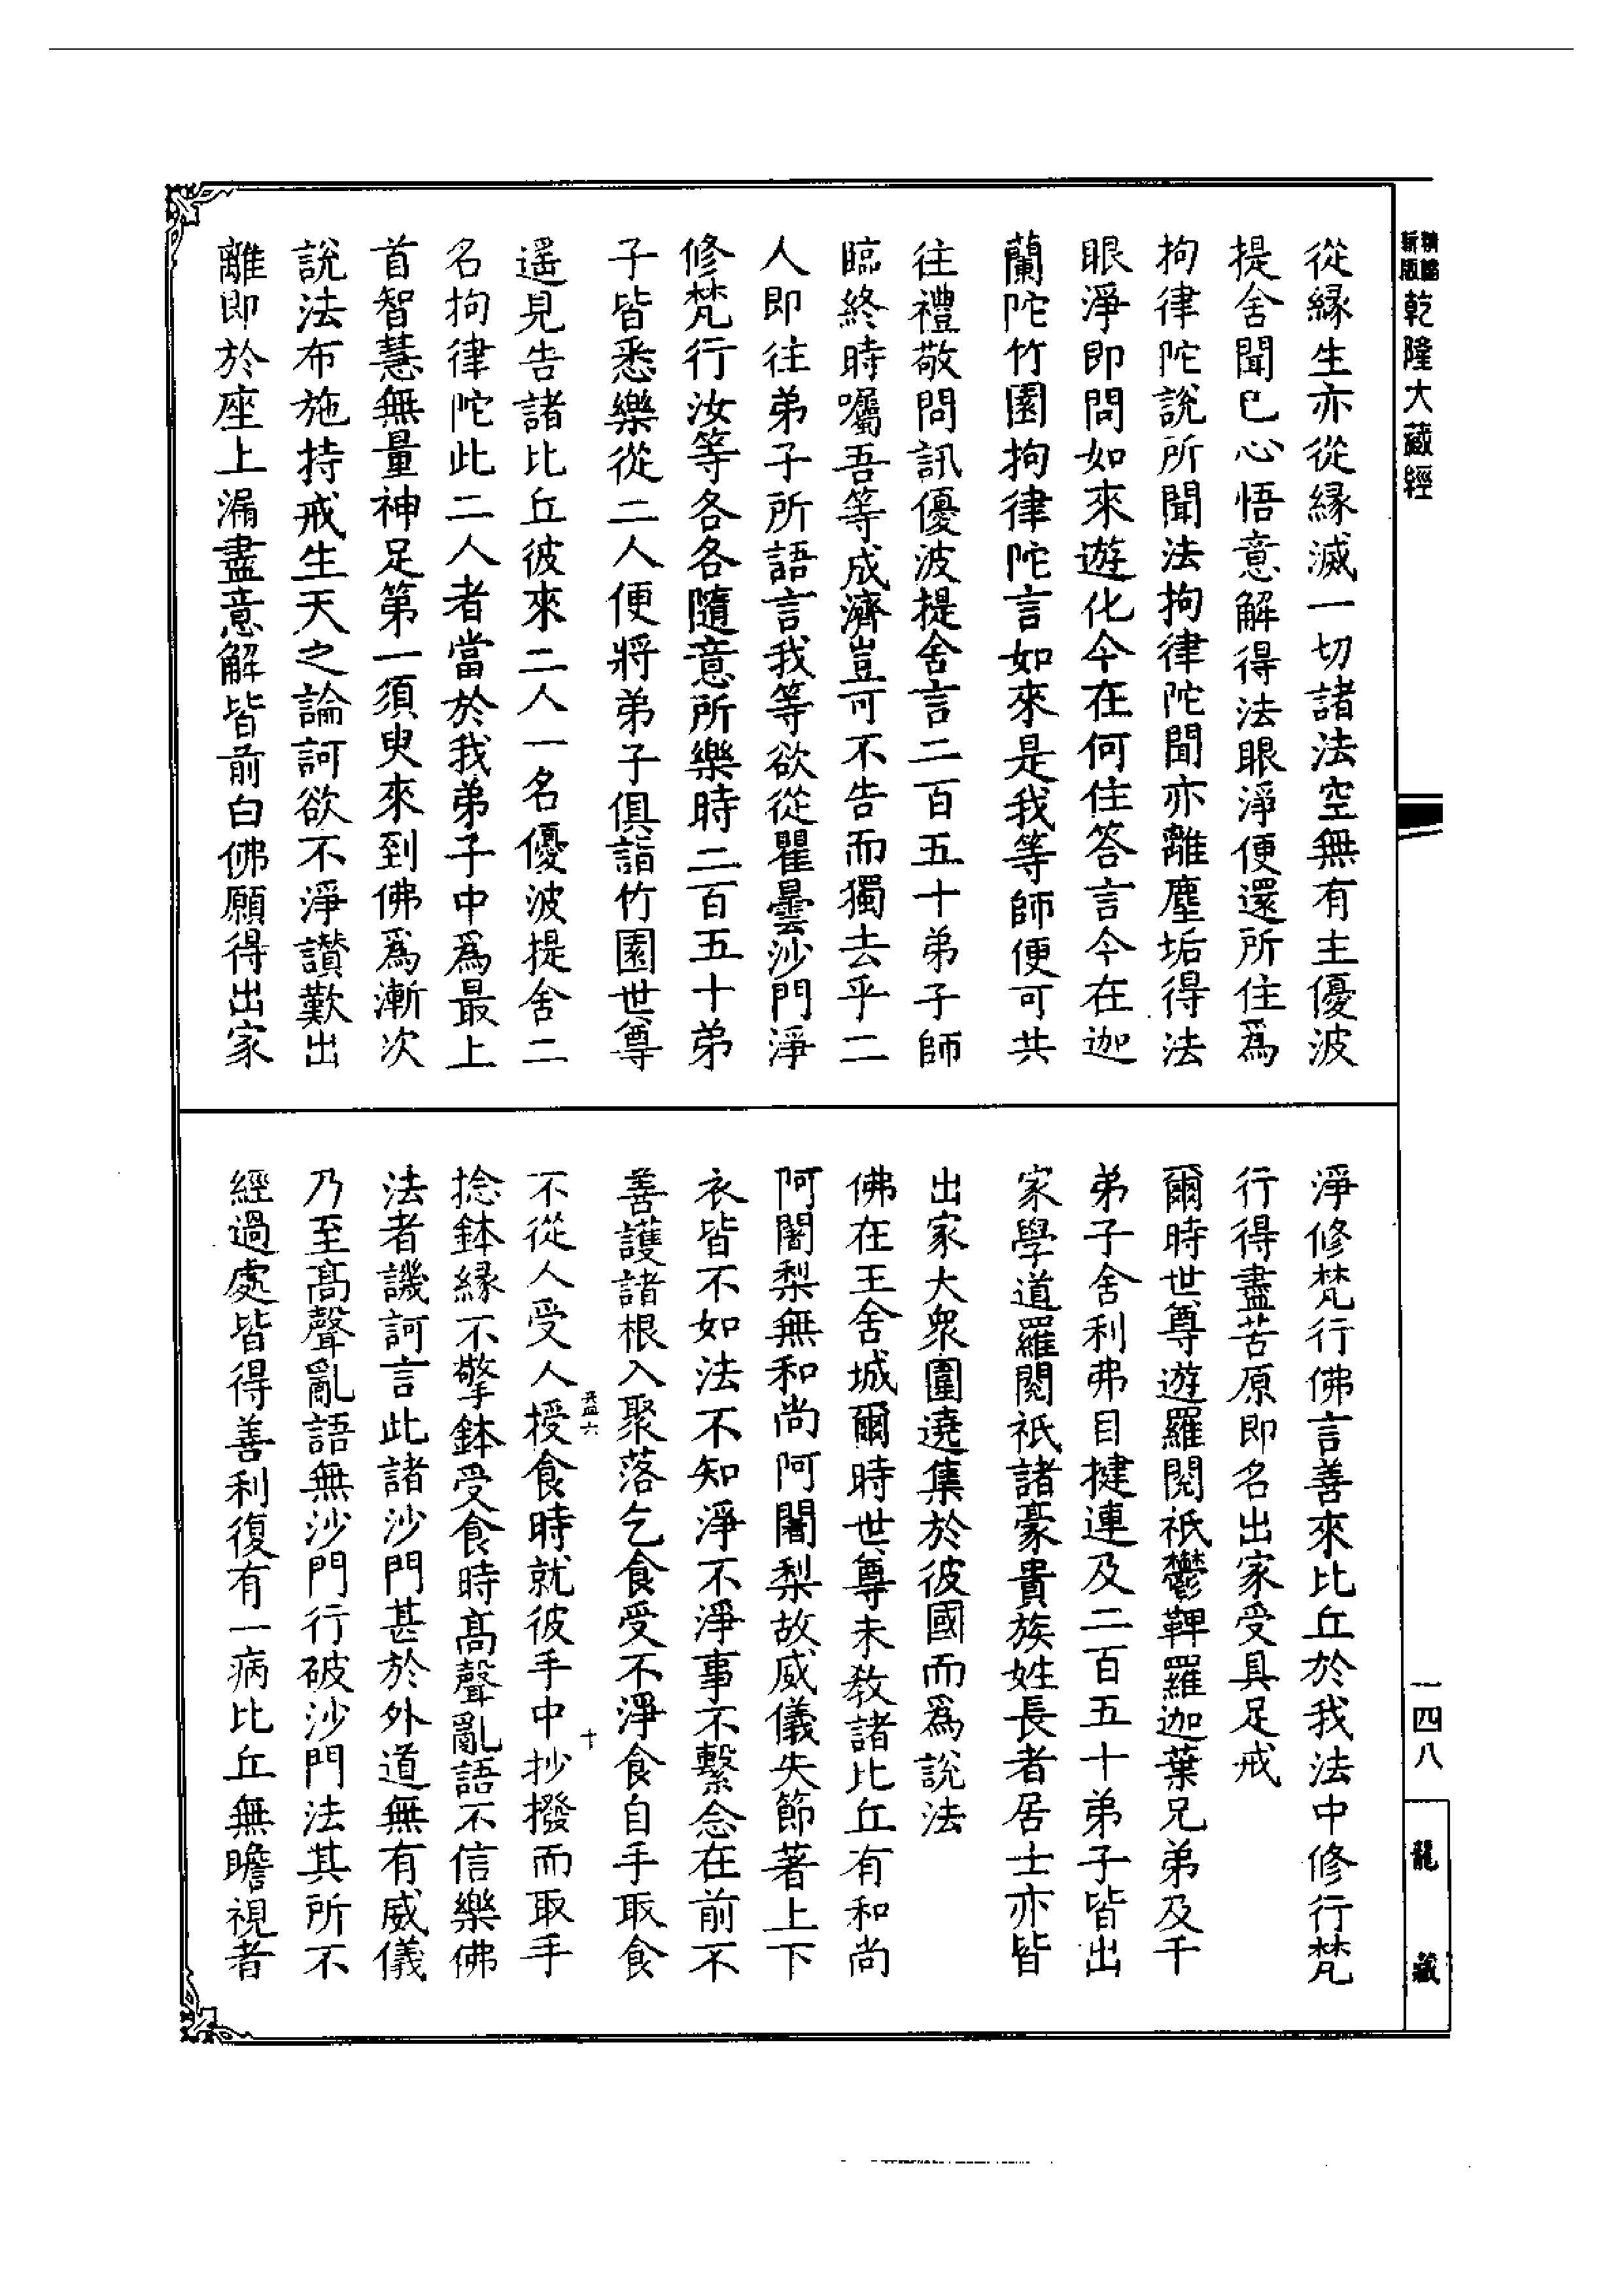 精繕新版乾隆大藏經
從緣生亦從緣滅一切諸法空無有主優波
提舍聞已心悟意解得法眼淨便還所住爲
拘律陀說所聞法拘律陀聞亦離塵垢得法
眼淨即問如來遊化今在何住答言今在迦
蘭陀竹園拘律陀言如來是我等師便可共
往禮敬問訊優波提舍言二百五十弟子師
臨終時囑吾等成濟豈可不告而獨去乎二
人即往弟子所語言我等欲從瞿曇沙門淨
修梵行汝等各各隨意所樂時二百五十弟
子皆悉樂從二人便將弟子俱詣竹園世尊
遥見告諸比丘彼來二人一名優波提舍二
名拘律陀此二人者當於我弟子中爲最上
首智慧無量神足第一須臾來到佛爲漸次
說法布施持戒生天之論訶欲不淨讃歎出
離即於座上漏盡意解皆前白佛願得出家
淨修梵行佛言善來比丘於我法中修行梵
行得盡苦原即名出家受具足戒
爾時世尊遊羅閱祇鬱鞞羅迦葉兄弟及千
弟子舍利弗目揵連及二百五十弟子皆出
家學道羅閱祇諸豪貴族姓長者居士亦皆
出家大衆圍遶集於彼國而爲說法
佛在王舍城爾時世尊未教諸比丘有和尚
阿闍梨無和尚阿闍梨故威儀失節著上下
衣皆不如法不知淨不淨事不繫念在前不
善護諸根入聚落乞食受不淨食自手取食
孟六
十
不從人受人授食時就彼手中抄撥而取手
捻鉢緣不擎鉢受食時髙聲亂語不信樂佛
法者譏訶言此諸沙門甚於外道無有威儀
乃至髙聲亂語無沙門行破沙門法其所不
經過處皆得善利復有一病比丘無瞻視者
一四八
龍藏